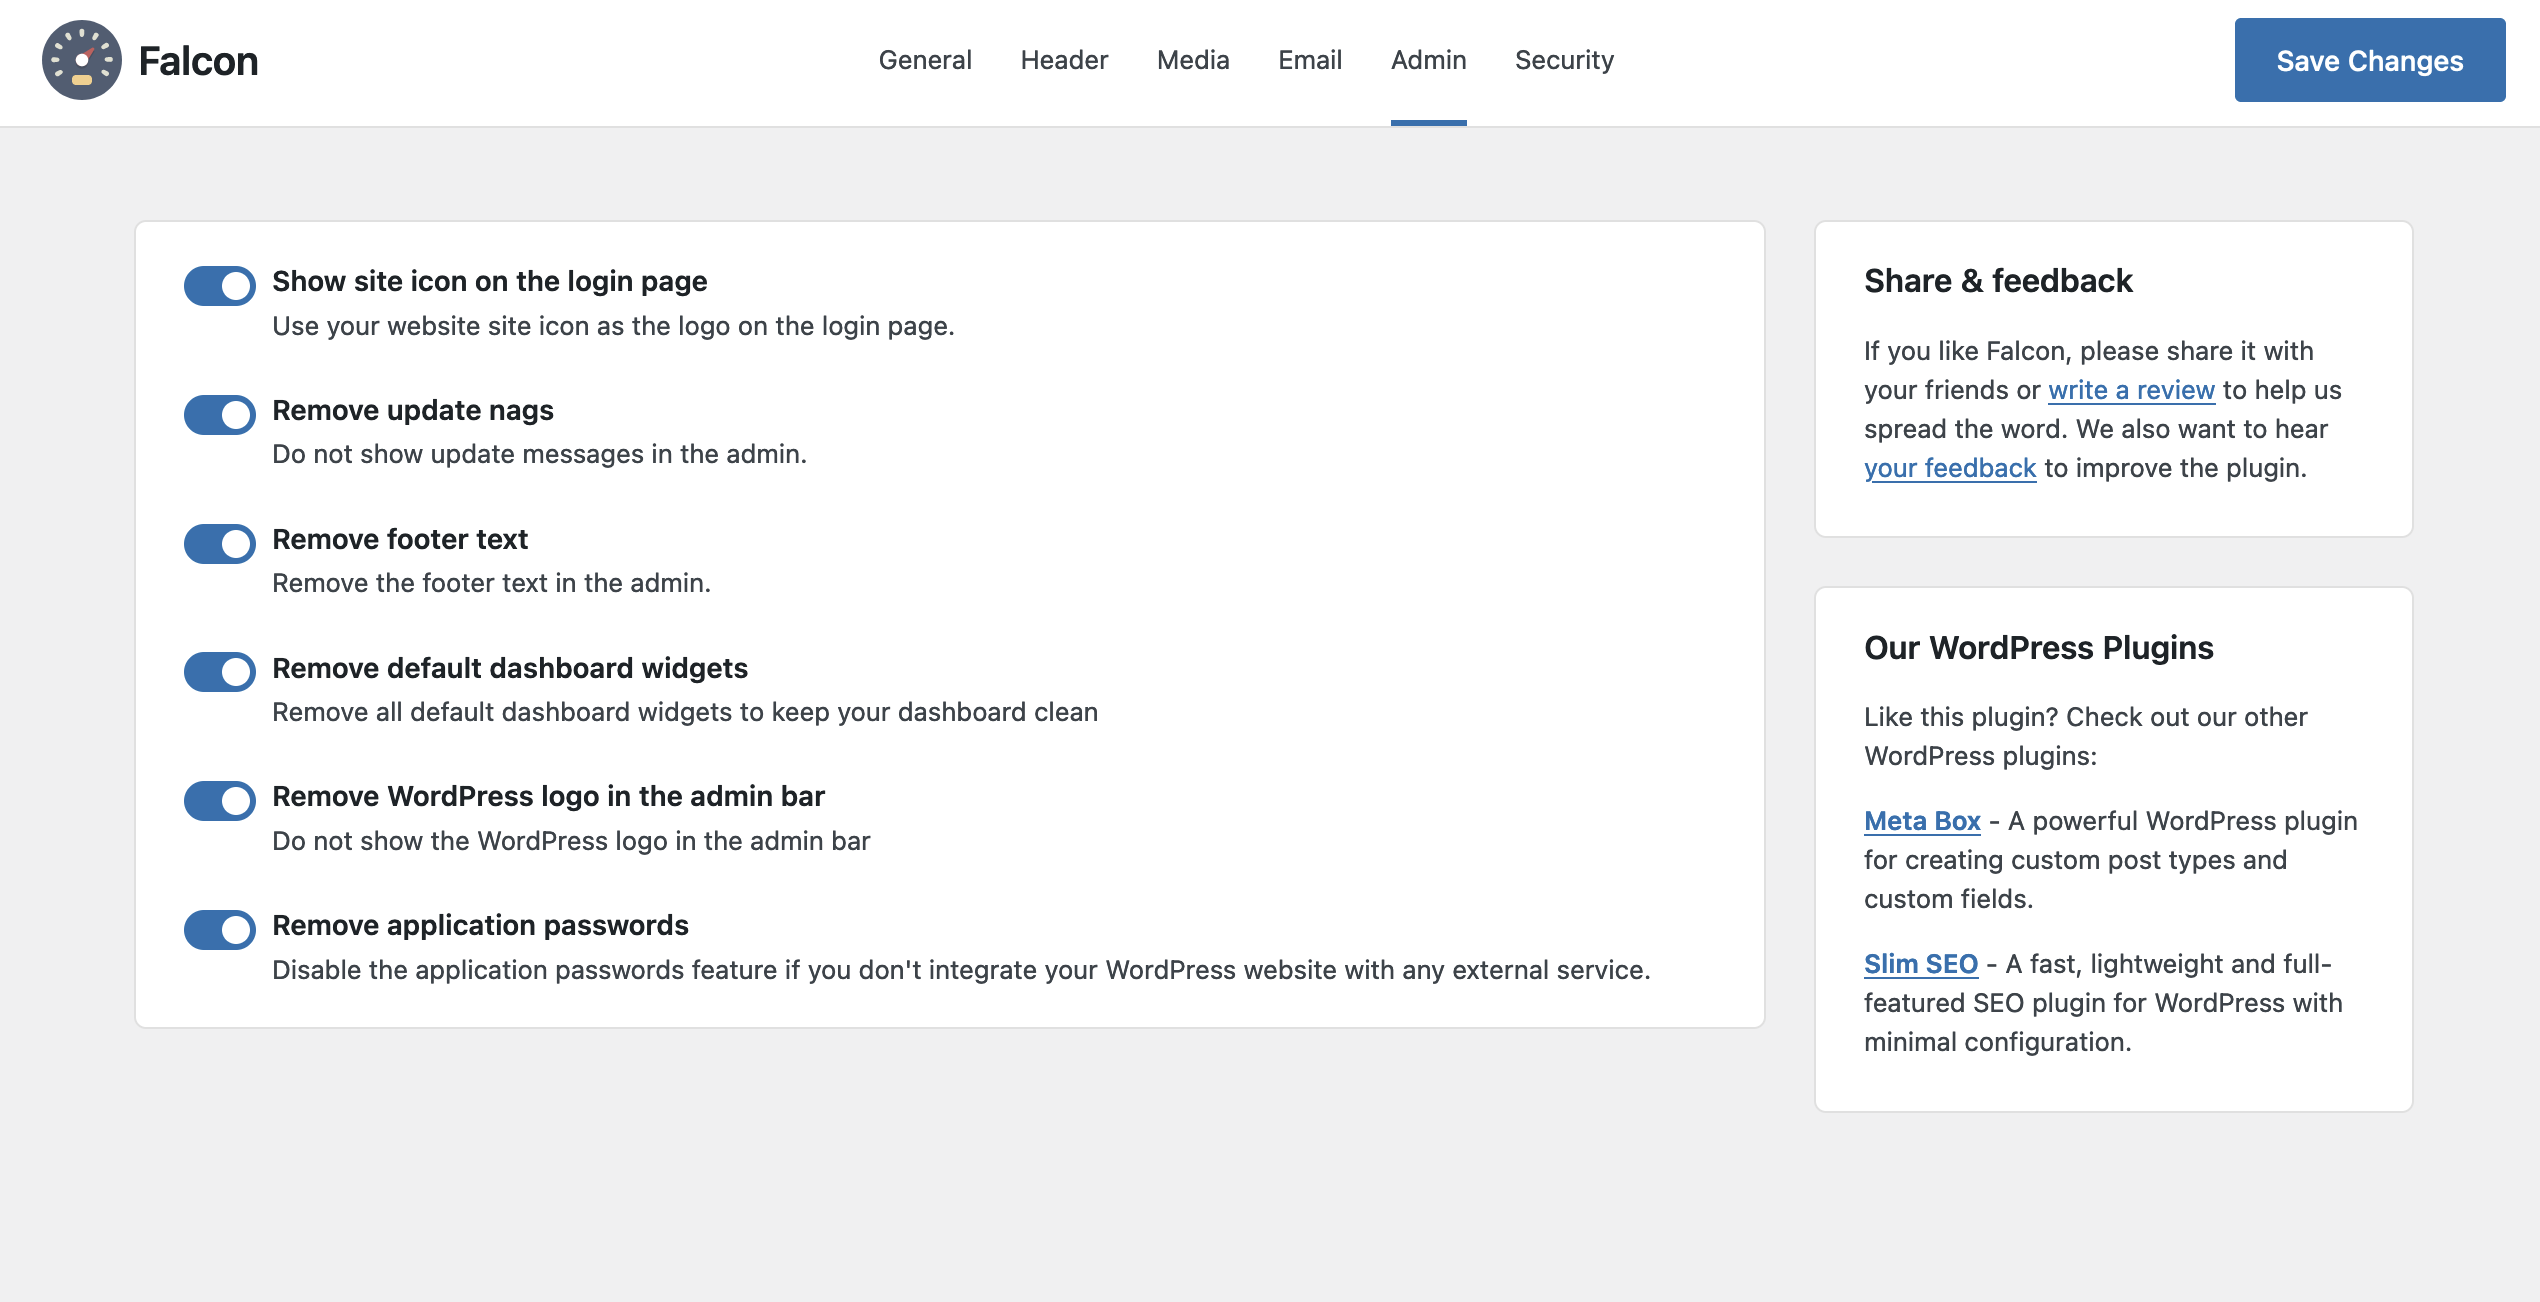 Falcon
General
Header
Media
Email
Admin
Security
Save Changes
Show site icon on the login page
Use your website site icon as the logo on the login page.
Remove update nags
Do not show update messages in the admin.
Remove footer text
Remove the footer text in the admin.
Remove default dashboard widgets
Remove all default dashboard widgets to keep your dashboard clean
Remove WordPress logo in the admin bar
Do not show the WordPress logo in the admin bar
Remove application passwords
Disable the application passwords feature if you don't integrate your WordPress website with any external service.
Share & feedback
If you like Falcon, please share it with
your friends or write a review to help us
spread the word. We also want to hear
your feedback to improve the plugin.
Our WordPress Plugins
Like this plugin? Check out our other
WordPress plugins:
Meta Box - A powerful WordPress plugin
for creating custom post types and
custom fields.
Slim SEO - A fast, lightweight and full-
featured SEO plugin for WordPress with
minimal configuration.